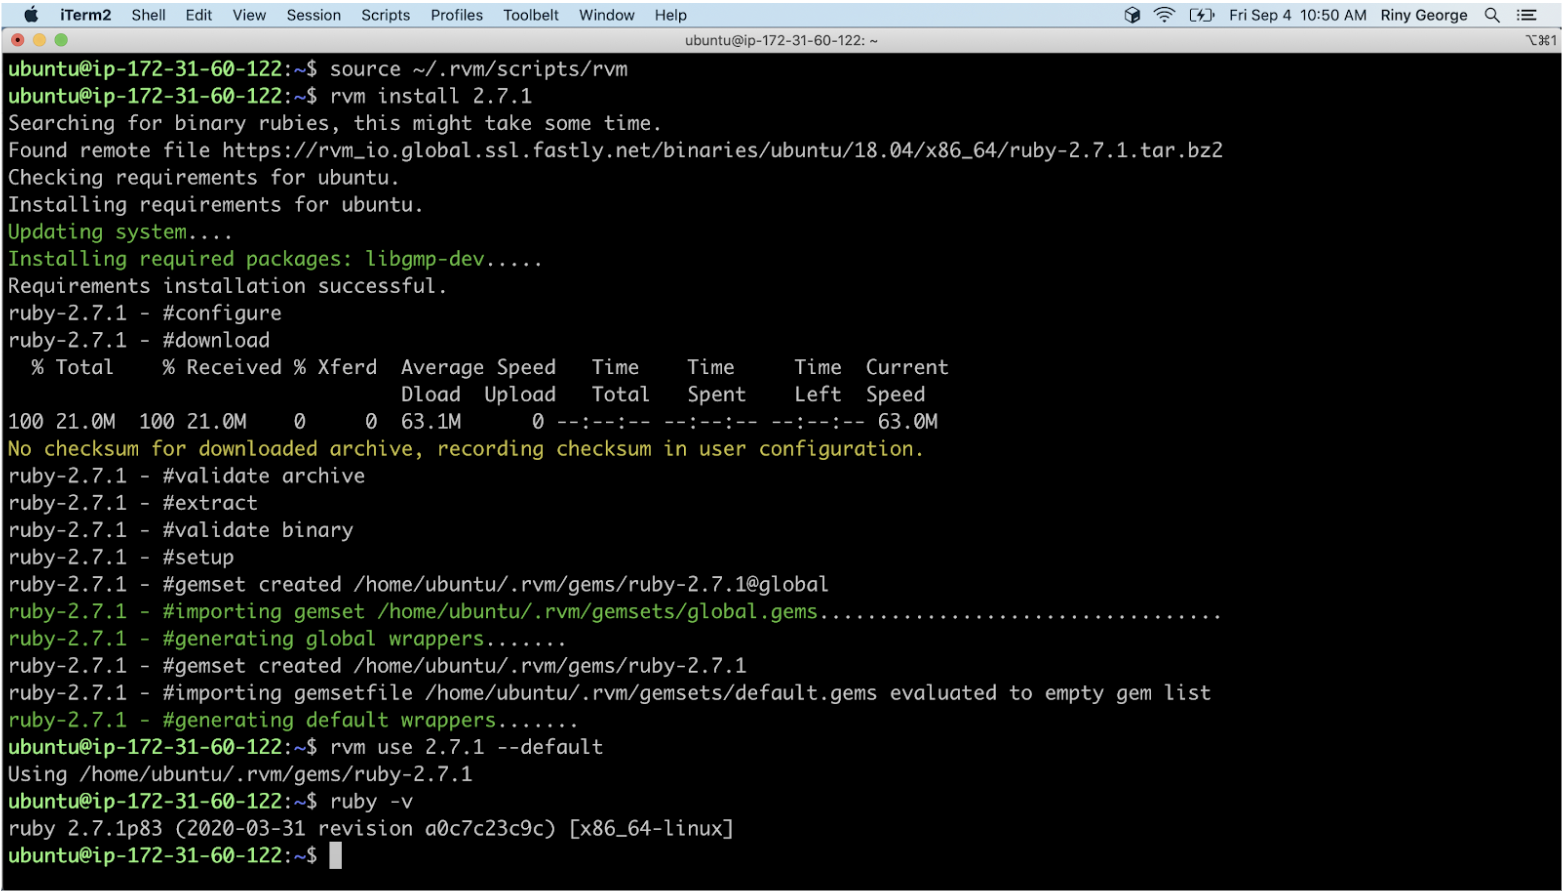 iTerm2 Shell Edit View Session Scripts Profiles Toolbelt Window Help Fri Sep 4 10:50 AM Riny George
ubuntu@ip-172-31-60-122: ~ ⌥⌘1
ubuntu@ip-172-31-60-122:~$ source ~/.rvm/scripts/rvm
ubuntu@ip-172-31-60-122:~$ rvm install 2.7.1
Searching for binary rubies, this might take some time.
Found remote file https://rvm_io.global.ssl.fastly.net/binaries/ubuntu/18.04/x86_64/ruby-2.7.1.tar.bz2
Checking requirements for ubuntu.
Installing requirements for ubuntu.
Updating system....
Installing required packages: libgmp-dev.....
Requirements installation successful.
ruby-2.7.1 - #configure
ruby-2.7.1 - #download
  % Total    % Received % Xferd  Average Speed   Time    Time     Time  Current
                                 Dload  Upload   Total   Spent    Left  Speed
100 21.0M  100 21.0M    0     0  63.1M      0 --:--:-- --:--:-- --:--:-- 63.0M
No checksum for downloaded archive, recording checksum in user configuration.
ruby-2.7.1 - #validate archive
ruby-2.7.1 - #extract
ruby-2.7.1 - #validate binary
ruby-2.7.1 - #setup
ruby-2.7.1 - #gemset created /home/ubuntu/.rvm/gems/ruby-2.7.1@global
ruby-2.7.1 - #importing gemset /home/ubuntu/.rvm/gemsets/global.gems..................................
ruby-2.7.1 - #generating global wrappers.......
ruby-2.7.1 - #gemset created /home/ubuntu/.rvm/gems/ruby-2.7.1
ruby-2.7.1 - #importing gemsetfile /home/ubuntu/.rvm/gemsets/default.gems evaluated to empty gem list
ruby-2.7.1 - #generating default wrappers.......
ubuntu@ip-172-31-60-122:~$ rvm use 2.7.1 --default
Using /home/ubuntu/.rvm/gems/ruby-2.7.1
ubuntu@ip-172-31-60-122:~$ ruby -v
ruby 2.7.1p83 (2020-03-31 revision a0c7c23c9c) [x86_64-linux]
ubuntu@ip-172-31-60-122:~$